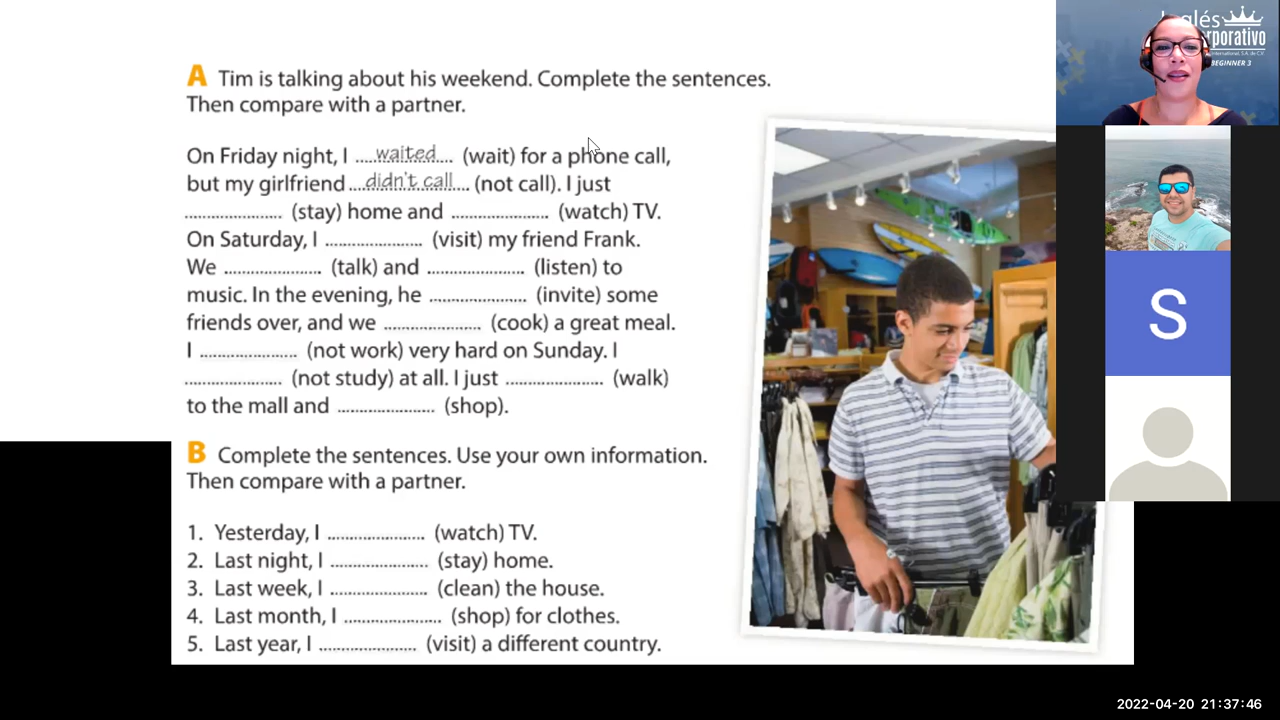 A Tim is talking about his weekend. Complete the sentences.
Then compare with a partner.
On Friday night, I ....waited.... (wait) for a phone call,
but my girlfriend ...didn't call... (not call). I just
...................... (stay) home and ...................... (watch) TV.
On Saturday, I ...................... (visit) my friend Frank.
We ...................... (talk) and ...................... (listen) to
music. In the evening, he ...................... (invite) some
friends over, and we ...................... (cook) a great meal.
I ...................... (not work) very hard on Sunday. I
...................... (not study) at all. I just ...................... (walk)
to the mall and ...................... (shop).
B Complete the sentences. Use your own information.
Then compare with a partner.
1. Yesterday, I ...................... (watch) TV.
2. Last night, I ...................... (stay) home.
3. Last week, I ...................... (clean) the house.
4. Last month, I ...................... (shop) for clothes.
5. Last year, I ...................... (visit) a different country.
S
2022-04-20 21:37:46